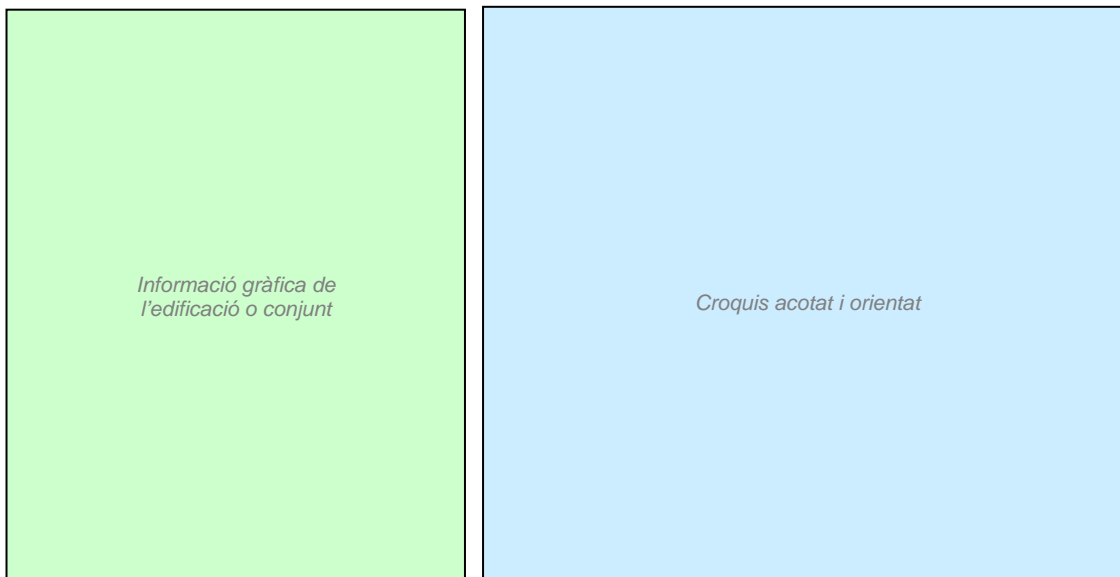 Informació gràfica de
l’edificació o conjunt
Croquis acotat i orientat